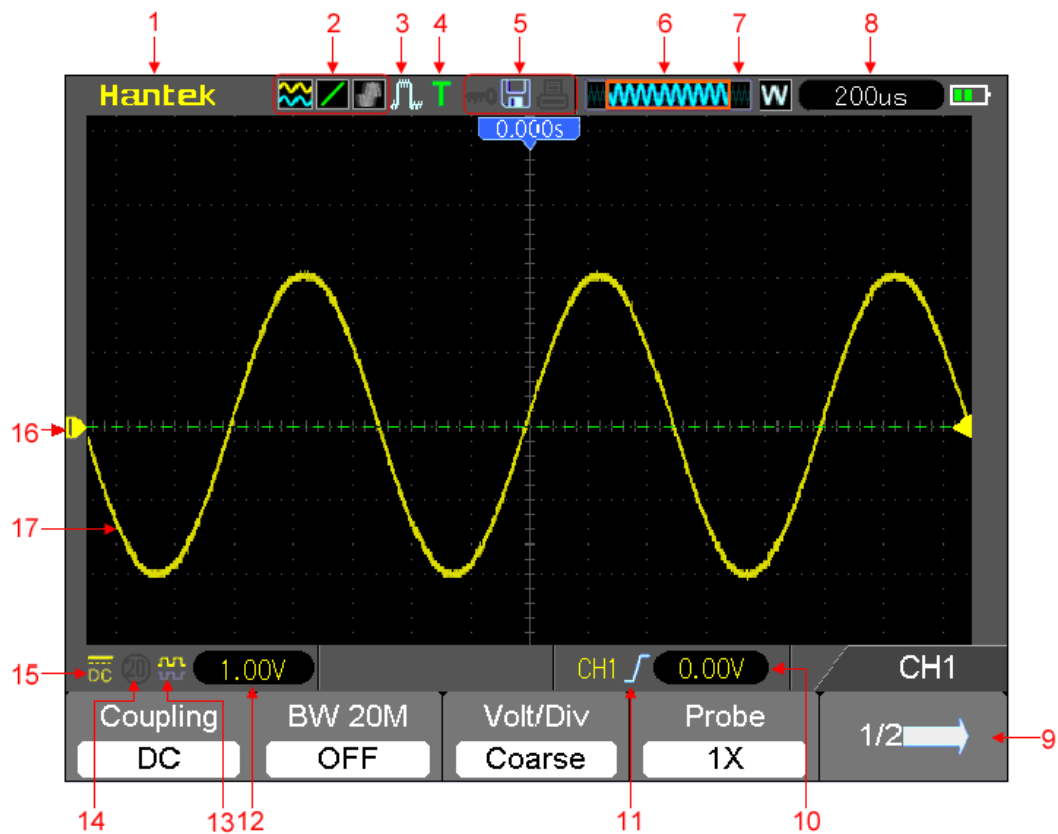 1 2 3 4 5 6 7 8
Hantek T W 200us
0.000s
16
17
15 DC 20 1.00V CH1 0.00V CH1
Coupling BW 20M Volt/Div Probe 1/2 9
DC OFF Coarse 1X
14 13 12 11 10